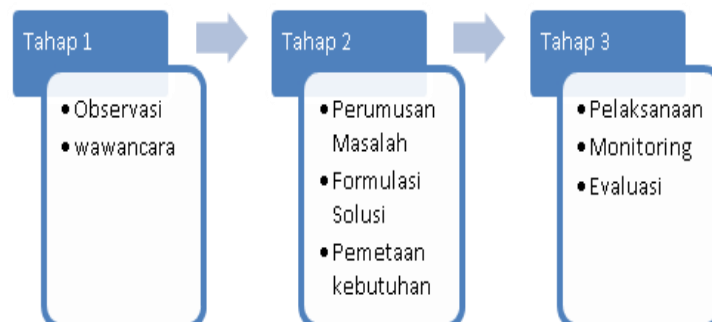 Tahap 1
• Observasi
• wawancara
Tahap 2
• Perumusan
Masalah
• Formulasi
Solusi
• Pemetaan
kebutuhan
Tahap 3
• Pelaksanaan
• Monitoring
• Evaluasi